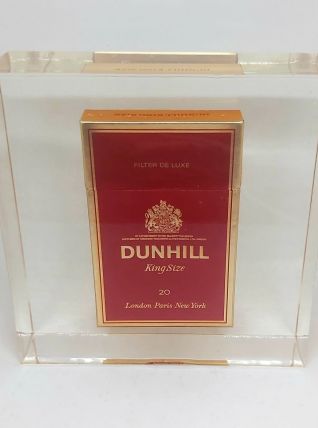 FILTER DE LUXE
DUNHILL
King Size
20
London Paris New York